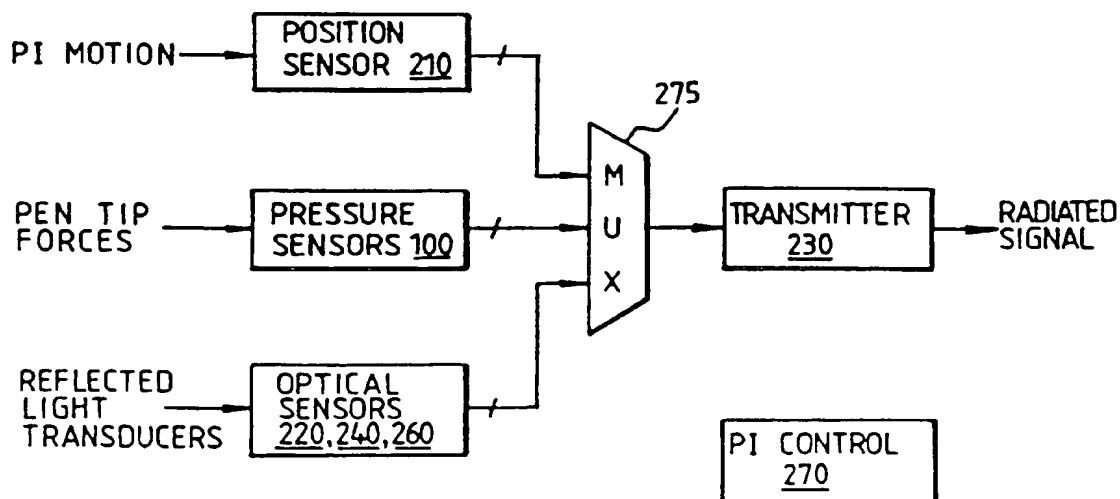 PI MOTION
POSITION
SENSOR 210
275
PEN TIP
FORCES
PRESSURE
SENSORS 100
M
U
X
TRANSMITTER
230
RADIATED
SIGNAL
REFLECTED
LIGHT
TRANSDUCERS
OPTICAL
SENSORS
220,240,260
PI CONTROL
270